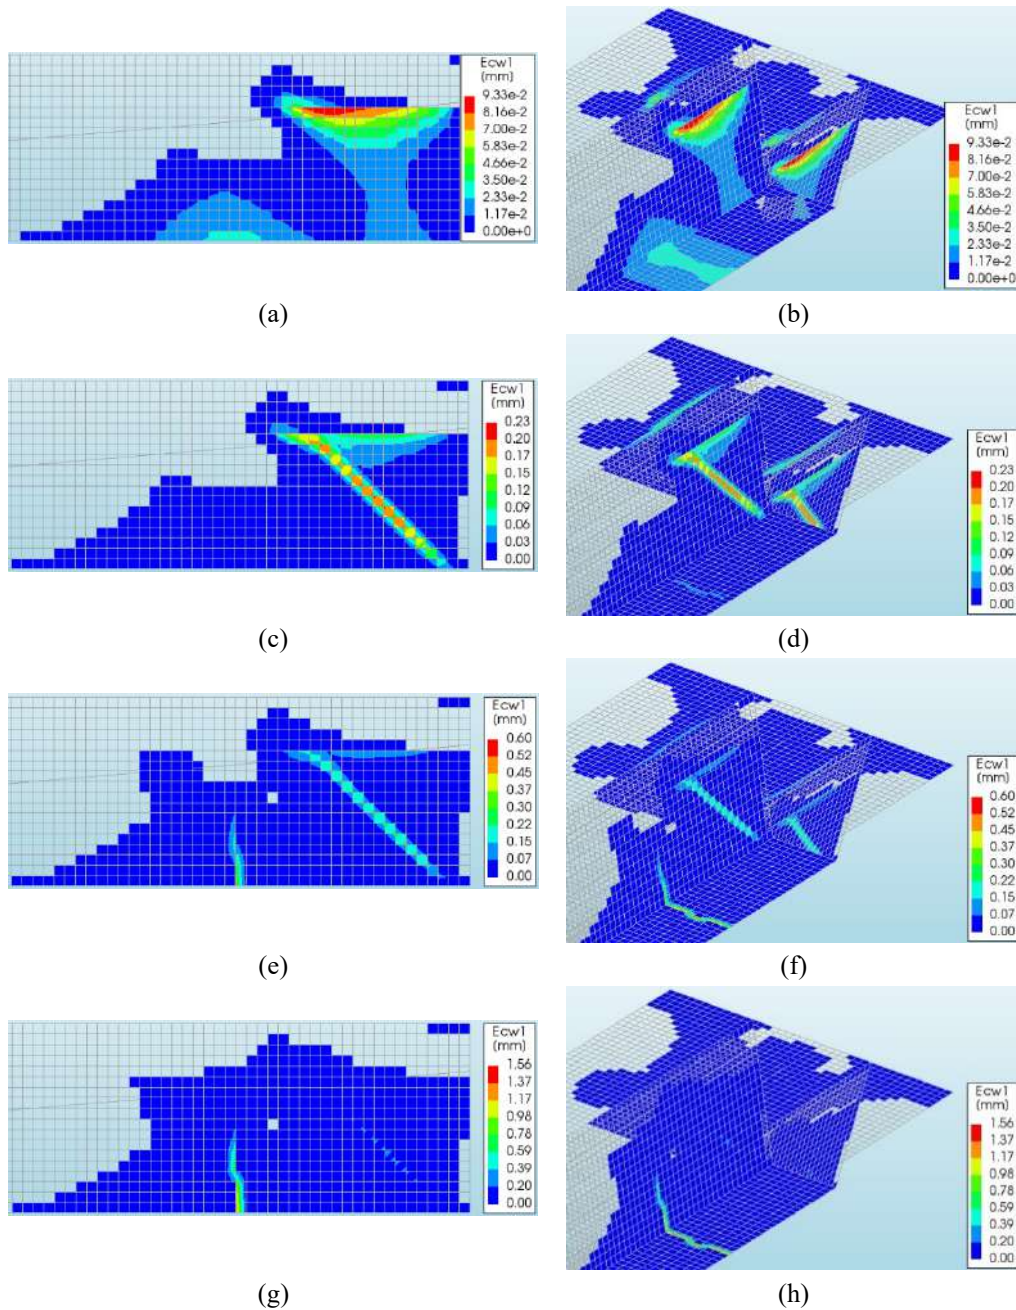 Ecw1
(mm)
9.33e-2
8.16e-2
7.00e-2
5.83e-2
4.66e-2
3.50e-2
2.33e-2
1.17e-2
0.00e+0
(a)
Ecw1
(mm)
9.33e-2
8.16e-2
7.00e-2
5.83e-2
4.66e-2
3.50e-2
2.33e-2
1.17e-2
0.00e+0
(b)
Ecw1
(mm)
0.23
0.20
0.17
0.15
0.12
0.09
0.06
0.03
0.00
(c)
Ecw1
(mm)
0.23
0.20
0.17
0.15
0.12
0.09
0.06
0.03
0.00
(d)
Ecw1
(mm)
0.60
0.52
0.45
0.37
0.30
0.22
0.15
0.07
0.00
(e)
Ecw1
(mm)
0.60
0.52
0.45
0.37
0.30
0.22
0.15
0.07
0.00
(f)
Ecw1
(mm)
1.56
1.37
1.17
0.98
0.78
0.59
0.39
0.20
0.00
(g)
Ecw1
(mm)
1.56
1.37
1.17
0.98
0.78
0.59
0.39
0.20
0.00
(h)